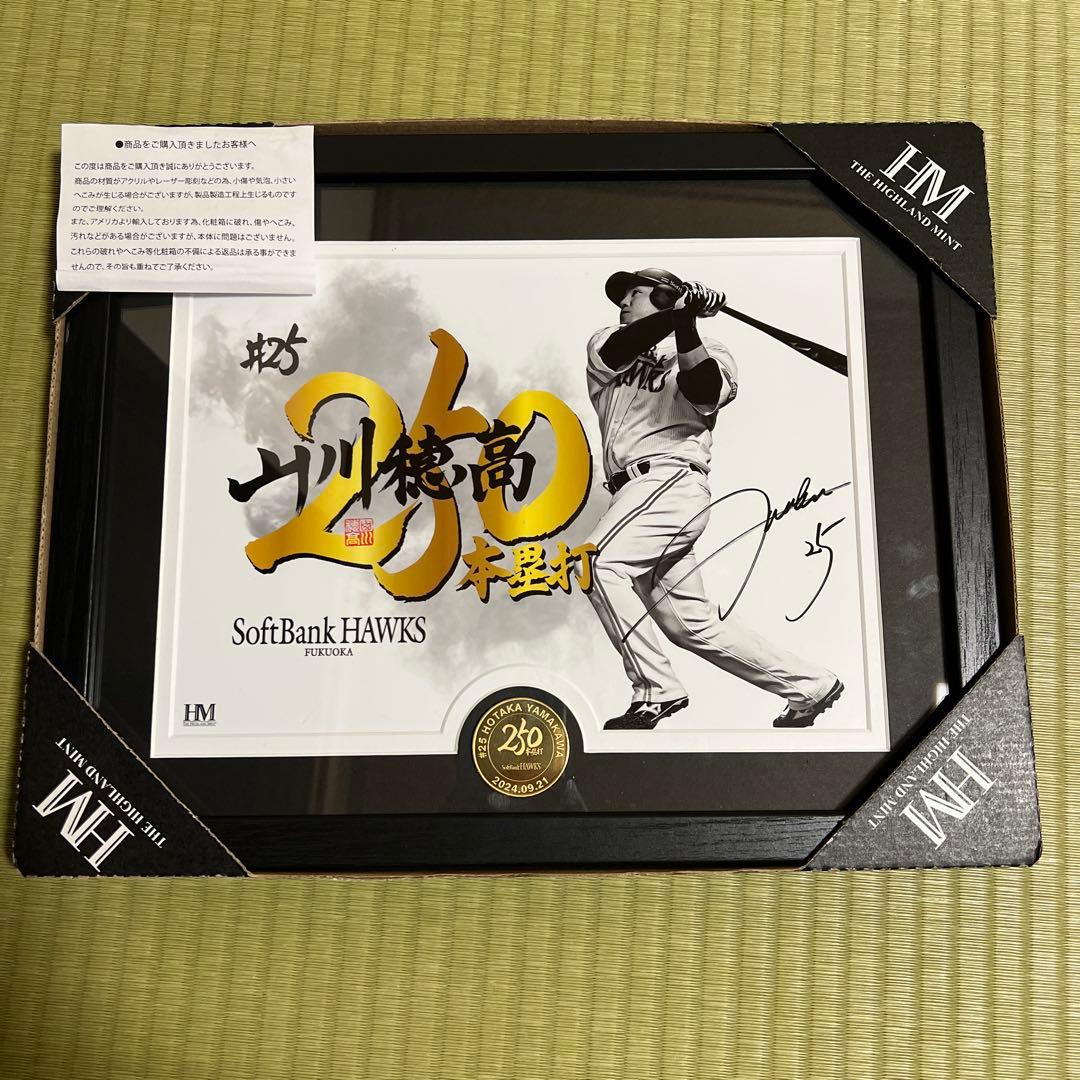 ●商品をご購入頂きましたお客様へ
この度は商品をご購入頂き誠にありがとうございます。
商品の材質がアクリルやレーザー彫刻などの為、小傷や気泡、小さい
へこみが生じる場合がございますが、製品製造工程上生じるものです
のでご理解ください。
また、アメリカより輸入しております為、化粧箱に破れ、傷やへこみ、
汚れなどがある場合がございますが、本体に問題はございません。
これらの破れやへこみ等化粧箱の不備による返品は承る事ができま
せんので、その旨も重ねてご了承ください。
HM
THE HIGHLAND MINT
#25
250
山川穂高
本塁打
SoftBank HAWKS
FUKUOKA
25
HM
THE HIGHLAND MINT
#25 HOTAKA YAMAKAWA
250
本塁打
SoftBank HAWKS
2024.09.21
HM
THE HIGHLAND MINT
HM
THE HIGHLAND MINT